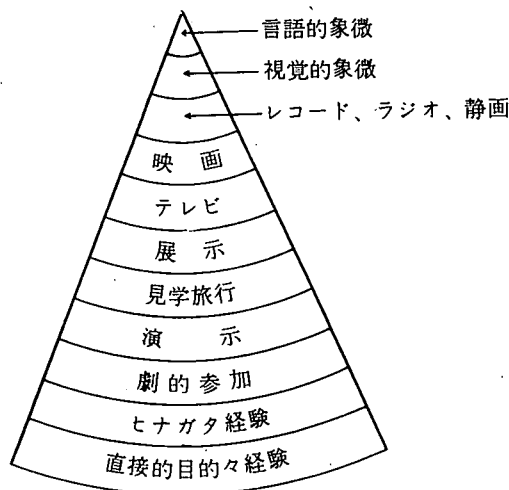 言語的象微
視覚的象微
レコード、ラジオ、静画
映画
テレビ
展示
見学旅行
演示
劇的参加
ヒナガタ経験
直接的目的々経験